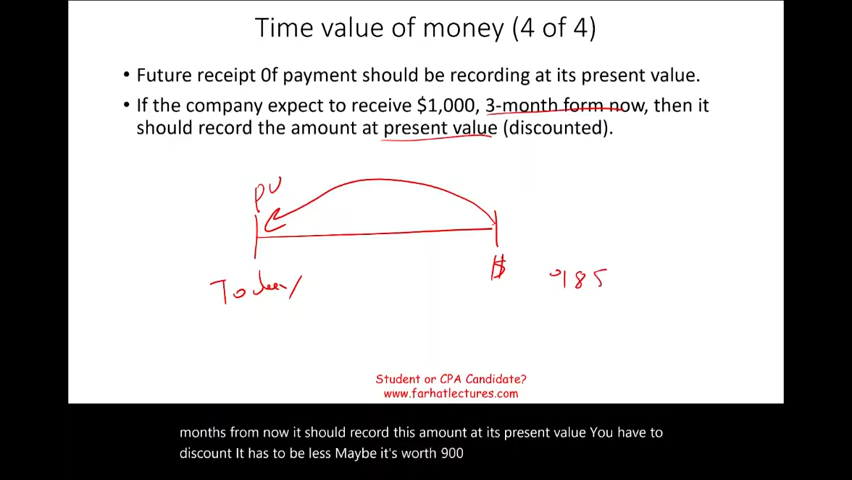 Time value of money (4 of 4)
• Future receipt 0f payment should be recording at its present value.
• If the company expect to receive $1,000, 3-month form now, then it
should record the amount at present value (discounted).
PV
Today
$
985
Student or CPA Candidate?
www.farhatlectures.com
months from now it should record this amount at its present value You have to
discount It has to be less Maybe it's worth 900